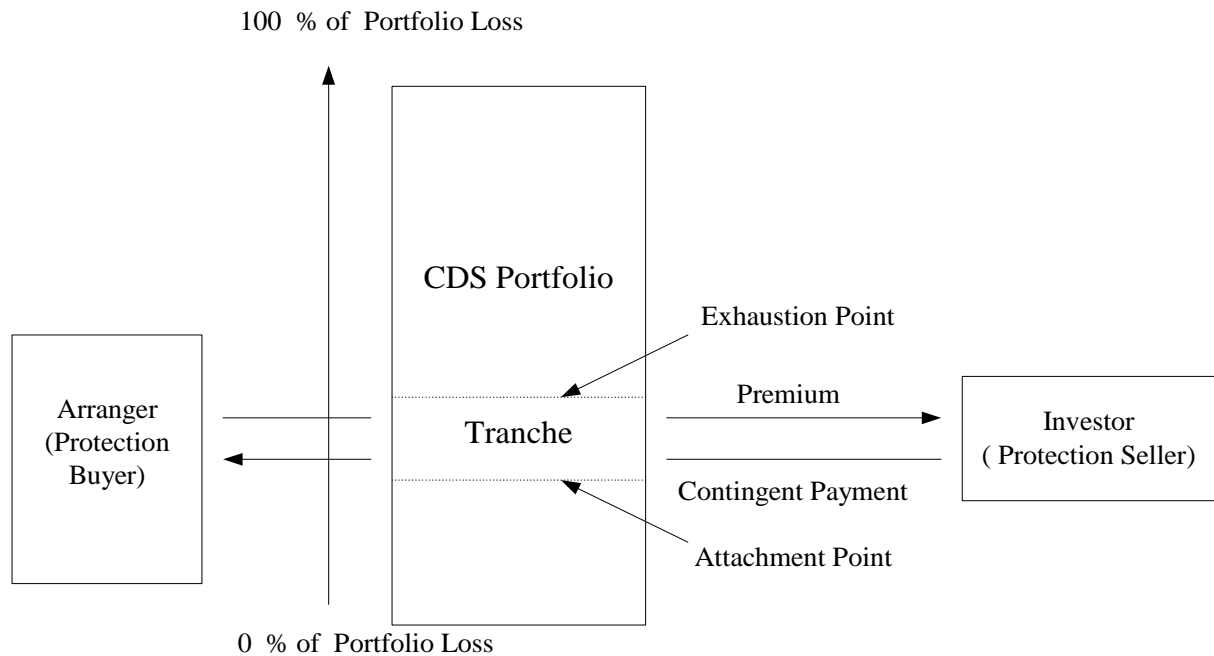 100 % of Portfolio Loss
CDS Portfolio
Exhaustion Point
Arranger
(Protection
Buyer)
Premium
Tranche
Investor
( Protection Seller)
Contingent Payment
Attachment Point
0 % of Portfolio Loss